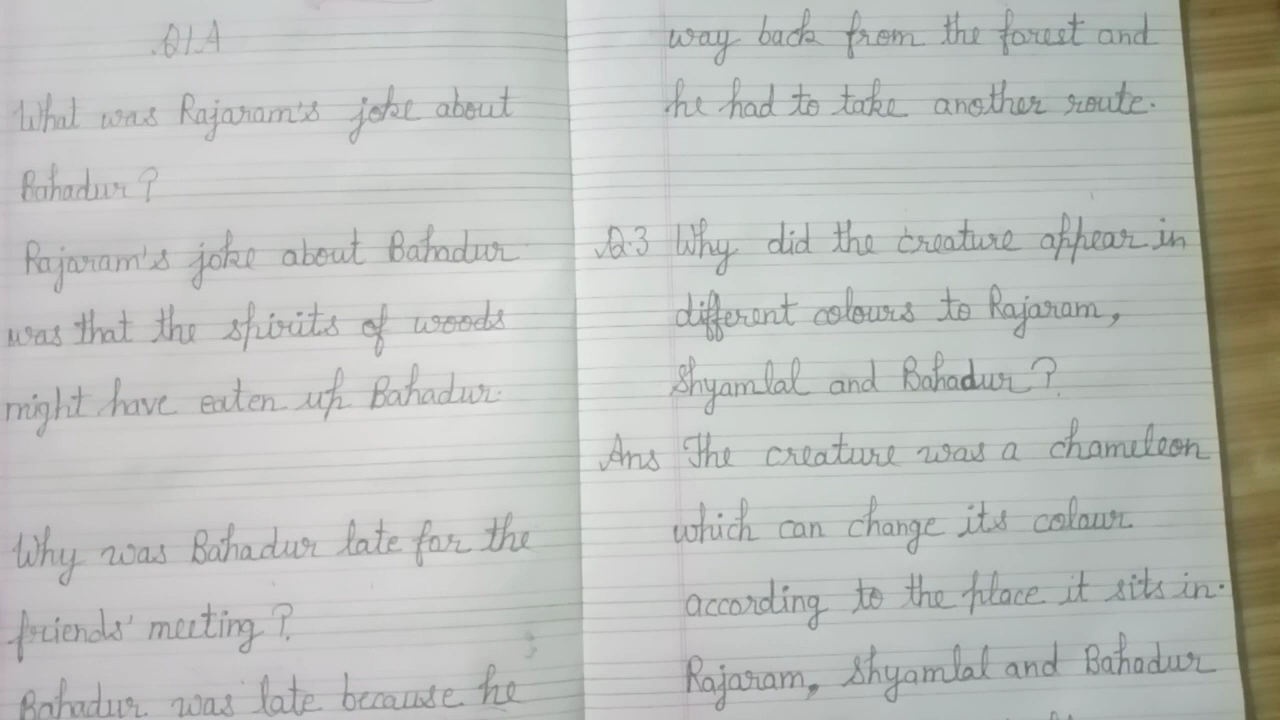 Q1.A
What was Rajaram's joke about
Bahadur?
Rajaram's joke about Bahadur
was that the spirits of woods
might have eaten up Bahadur.
Why was Bahadur late for the
friends' meeting?
Bahadur was late because he
way back from the forest and
he had to take another route.
Q.3 Why did the creature appear in
different colours to Rajaram,
Shyamlal and Bahadur?
Ans The creature was a chameleon
which can change its colour
according to the place it sits in.
Rajaram, Shyamlal and Bahadur